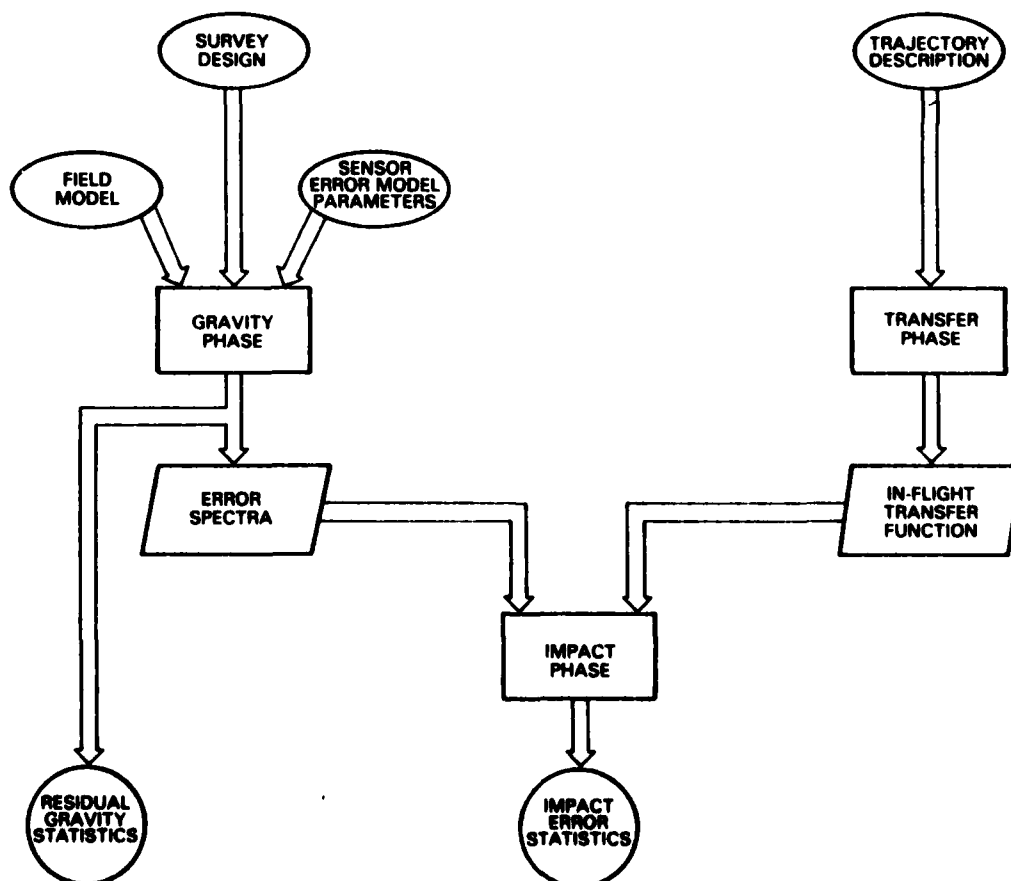 SURVEY
DESIGN
TRAJECTORY
DESCRIPTION
FIELD
MODEL
SENSOR
ERROR MODEL
PARAMETERS
GRAVITY
PHASE
TRANSFER
PHASE
ERROR
SPECTRA
IN-FLIGHT
TRANSFER
FUNCTION
IMPACT
PHASE
RESIDUAL
GRAVITY
STATISTICS
IMPACT
ERROR
STATISTICS